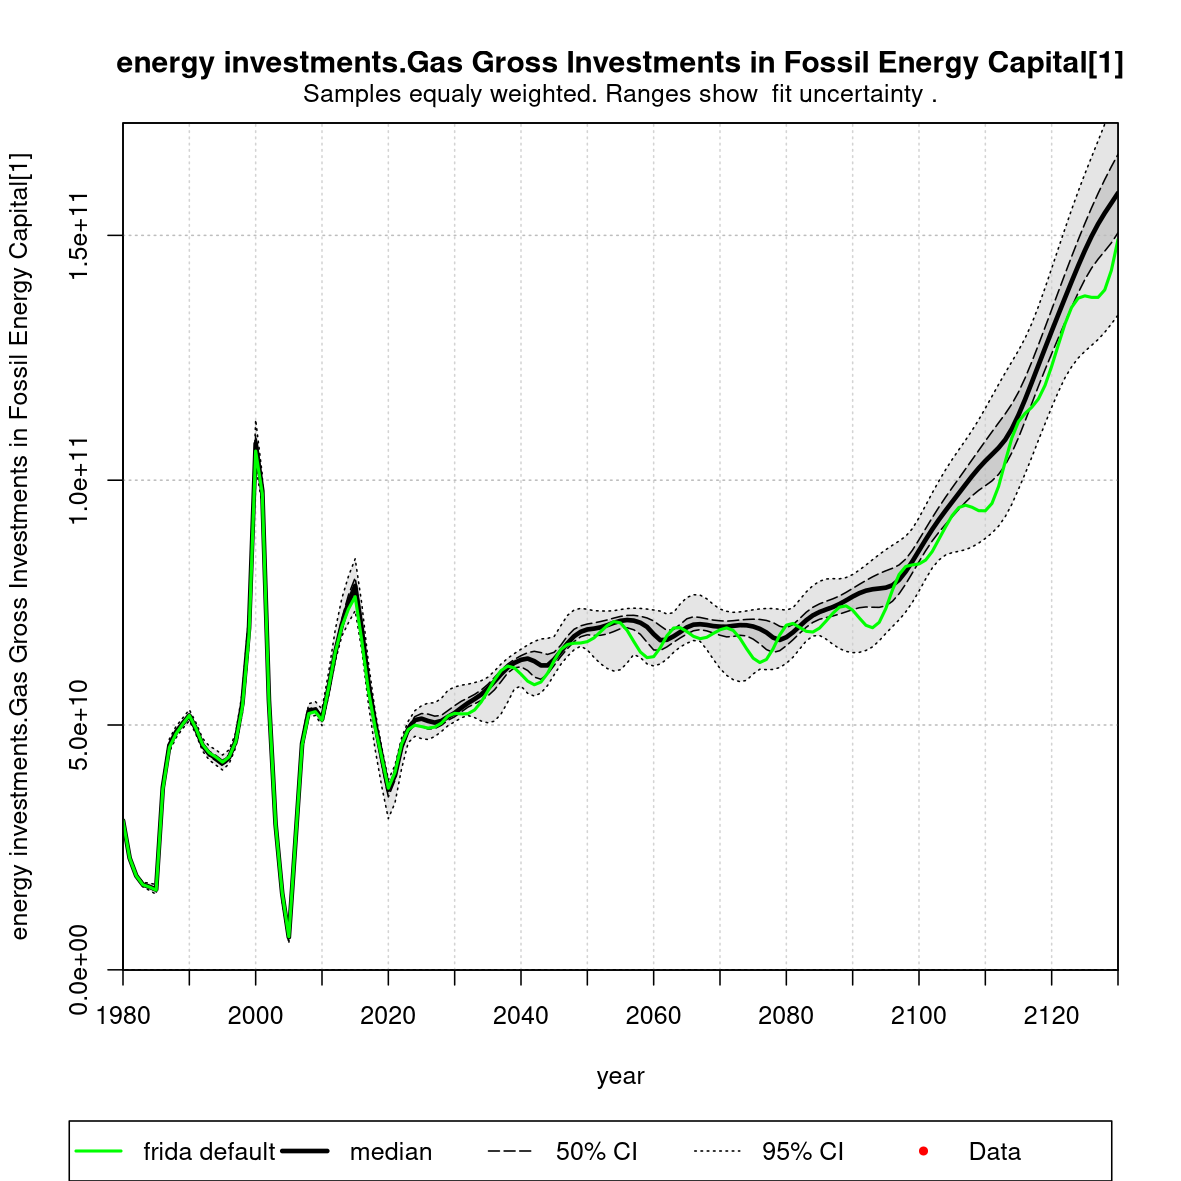 energy investments.Gas Gross Investments in Fossil Energy Capital[1]
Samples equaly weighted. Ranges show  fit uncertainty .
energy investments.Gas Gross Investments in Fossil Energy Capital[1]
1.5e+11
1.0e+11
5.0e+10
0.0e+00
1980 2000 2020 2040 2060 2080 2100 2120
year
frida default median 50% CI 95% CI Data